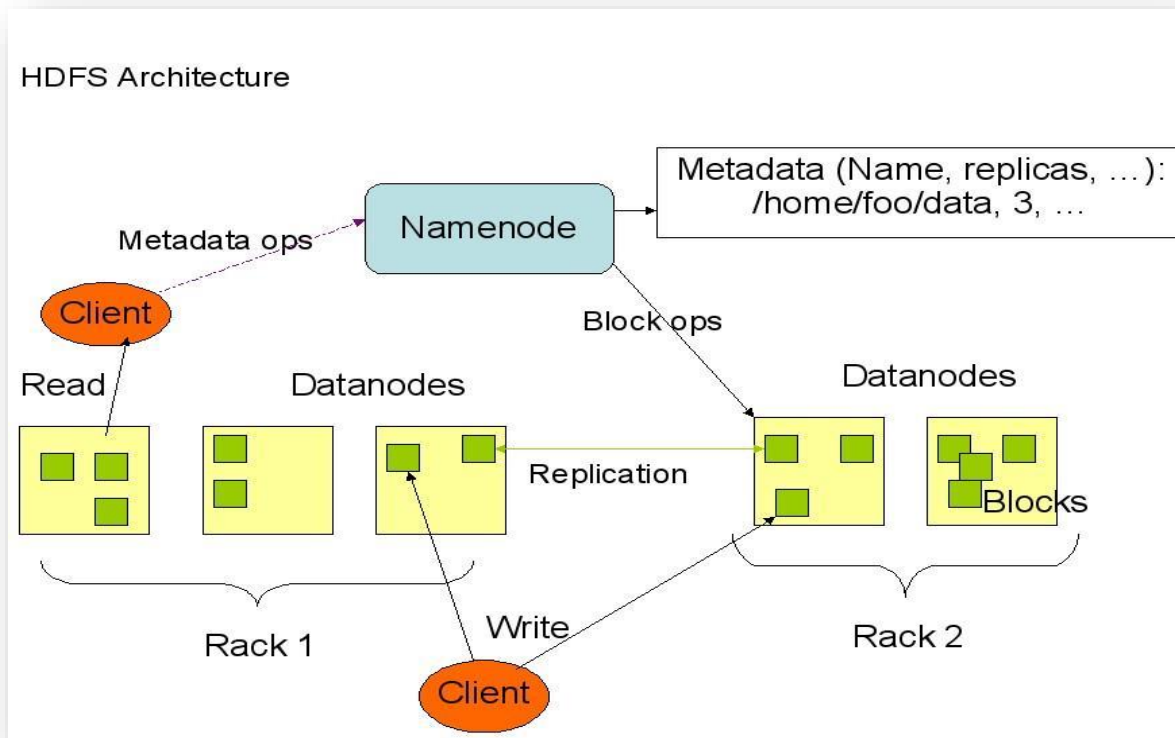 HDFS Architecture
Metadata (Name, replicas, ...):
/home/foo/data, 3, ...
Namenode
Metadata ops
Client
Block ops
Read
Datanodes
Datanodes
Replication
Blocks
Write
Rack 1
Rack 2
Client